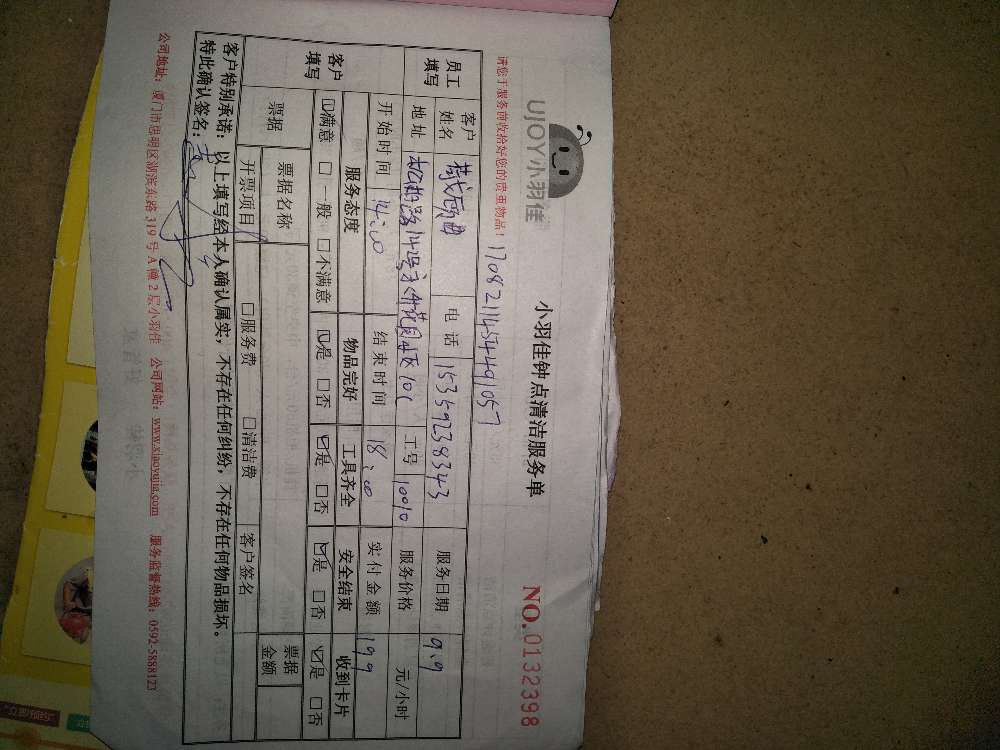 UJOY小羽佳
小羽佳钟点清洁服务单
NO.0132398
请您于服务前收拾好您的贵重物品！
17082114544491057
员工填写
客户姓名 电话 15359238343 服务日期 9.9
地址 工号 10010 服务价格 元/小时
客户填写
开始时间 14:00 结束时间 18:00 实付金额 199
服务态度 物品完好 工具齐全 安全结束 收到卡片
☑满意 □一般 □不满意 ☑是 □否 ☑是 □否 ☑是 □否 ☑是 □否
票据 票据名称 票据金额
开票项目 □服务费 □清洁费 客户签名
客户特别承诺：以上填写经本人确认属实，不存在任何纠纷，不存在任何物品损坏。
特此确认签名：
公司地址：厦门市思明区湖滨东路319号A幢2层小羽佳 公司网站：www.xiaoyujia.com 服务监督热线：0592-5888123